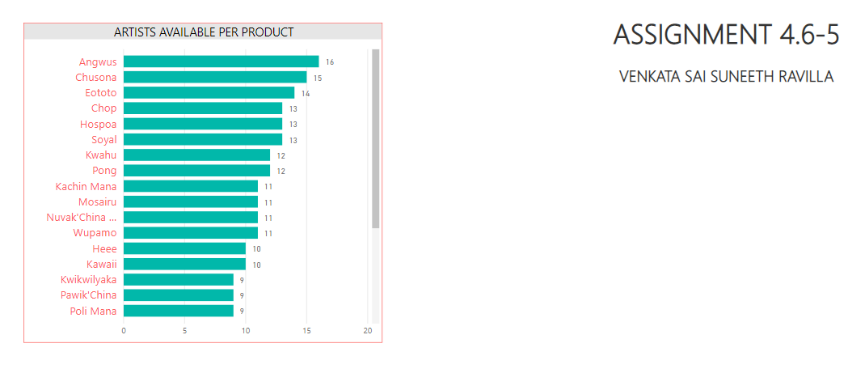 ARTISTS AVAILABLE PER PRODUCT
Angwus 16
Chusona 15
Eototo 14
Chop 13
Hospoa 13
Soyal 13
Kwahu 12
Pong 12
Kachin Mana 11
Mosairu 11
Nuvak'China ... 11
Wupamo 11
Heee 10
Kawaii 10
Kwikwilyaka 9
Pawik'China 9
Poli Mana 9
0 5 10 15 20
ASSIGNMENT 4.6-5
VENKATA SAI SUNEETH RAVILLA